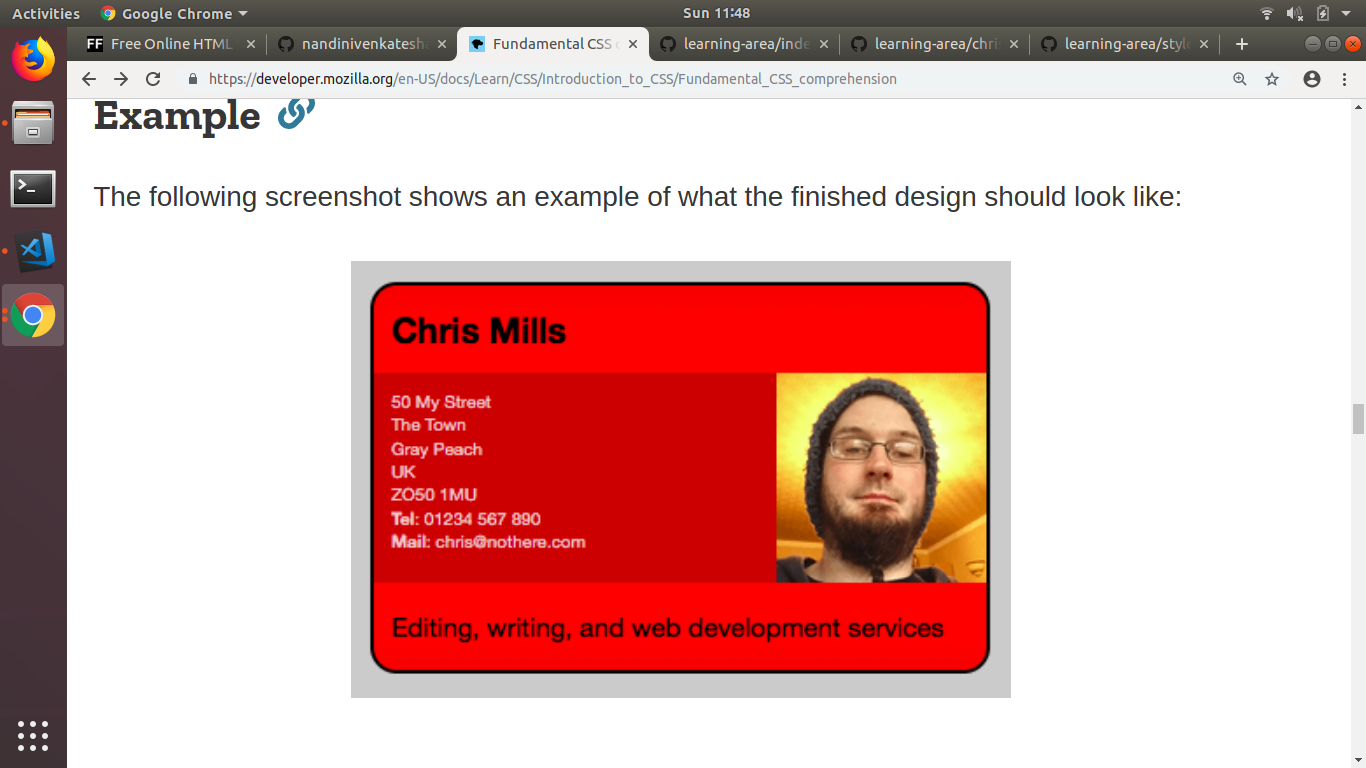 Activities Google Chrome Sun 11:48
Free Online HTML nandinivenkatesh Fundamental CSS learning-area/inde learning-area/chri learning-area/style
https://developer.mozilla.org/en-US/docs/Learn/CSS/Introduction_to_CSS/Fundamental_CSS_comprehension
Example
The following screenshot shows an example of what the finished design should look like:
Chris Mills
50 My Street
The Town
Gray Peach
UK
ZO50 1MU
Tel: 01234 567 890
Mail: chris@nothere.com
Editing, writing, and web development services